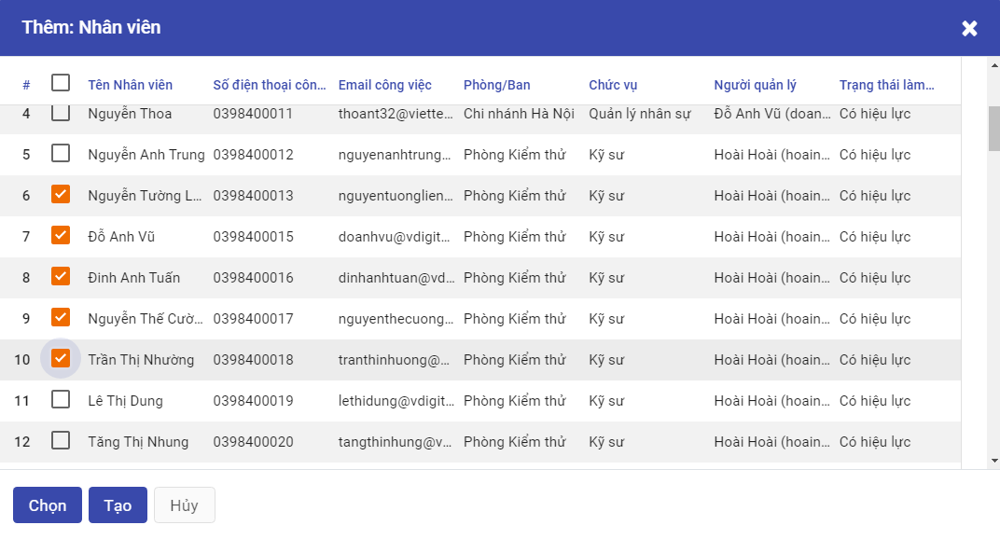 Thêm: Nhân viên
# Tên Nhân viên Số điện thoại côn... Email công việc Phòng/Ban Chức vụ Người quản lý Trạng thái làm...
4 Nguyễn Thoa 0398400011 thoant32@viette... Chi nhánh Hà Nội Quản lý nhân sự Đỗ Anh Vũ (doan... Có hiệu lực
5 Nguyễn Anh Trung 0398400012 nguyenanhtrung... Phòng Kiểm thử Kỹ sư Hoài Hoài (hoain... Có hiệu lực
6 Nguyễn Tường L... 0398400013 nguyentuonglien... Phòng Kiểm thử Kỹ sư Hoài Hoài (hoain... Có hiệu lực
7 Đỗ Anh Vũ 0398400015 doanhvu@vdigit... Phòng Kiểm thử Kỹ sư Hoài Hoài (hoain... Có hiệu lực
8 Đinh Anh Tuấn 0398400016 dinhanhtuan@vd... Phòng Kiểm thử Kỹ sư Hoài Hoài (hoain... Có hiệu lực
9 Nguyễn Thế Cườ... 0398400017 nguyenthecuong... Phòng Kiểm thử Kỹ sư Hoài Hoài (hoain... Có hiệu lực
10 Trần Thị Nhường 0398400018 tranthinhuong@... Phòng Kiểm thử Kỹ sư Hoài Hoài (hoain... Có hiệu lực
11 Lê Thị Dung 0398400019 lethidung@vdigit... Phòng Kiểm thử Kỹ sư Hoài Hoài (hoain... Có hiệu lực
12 Tăng Thị Nhung 0398400020 tangthinhung@v... Phòng Kiểm thử Kỹ sư Hoài Hoài (hoain... Có hiệu lực
Chọn Tạo Hủy